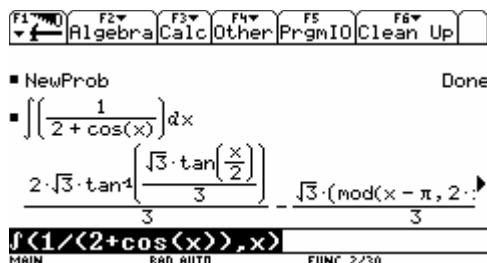 F1 F2 F3 F4 F5 F6
Algebra Calc Other PrgmIO Clean Up
▪ NewProb Done
▪ ∫(1/(2 + cos(x)))dx
2·√3·tan⁻¹(√3·tan(x/2)/3)/3 - √3·(mod(x - π, 2·:▶/3
∫(1/(2+cos(x)),x)
MAIN RAD AUTO FUNC 2/30